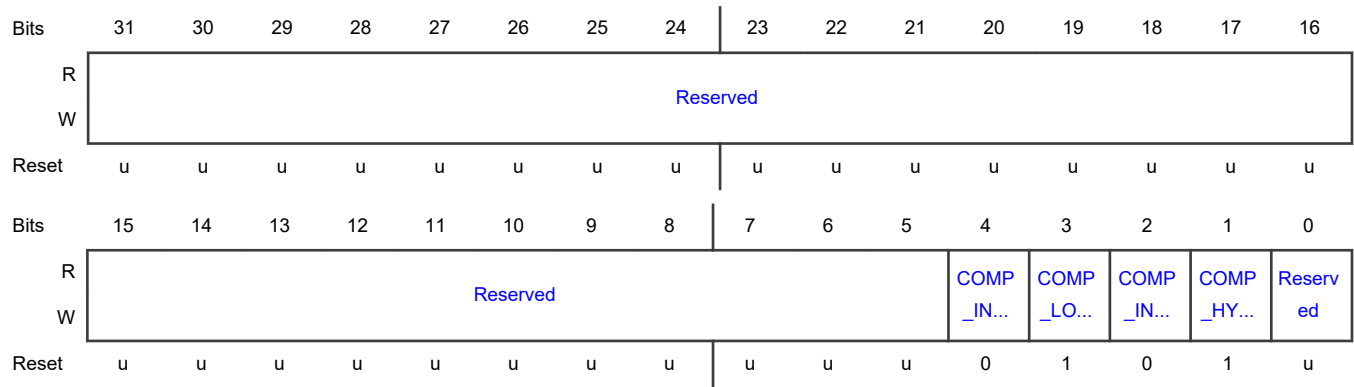 Bits 31 30 29 28 27 26 25 24 23 22 21 20 19 18 17 16
R
Reserved
W
Reset u u u u u u u u u u u u u u u u
Bits 15 14 13 12 11 10 9 8 7 6 5 4 3 2 1 0
R Reserved COMP COMP COMP COMP Reserv
W _IN... _LO... _IN... _HY... ed
Reset u u u u u u u u u u u 0 1 0 1 u